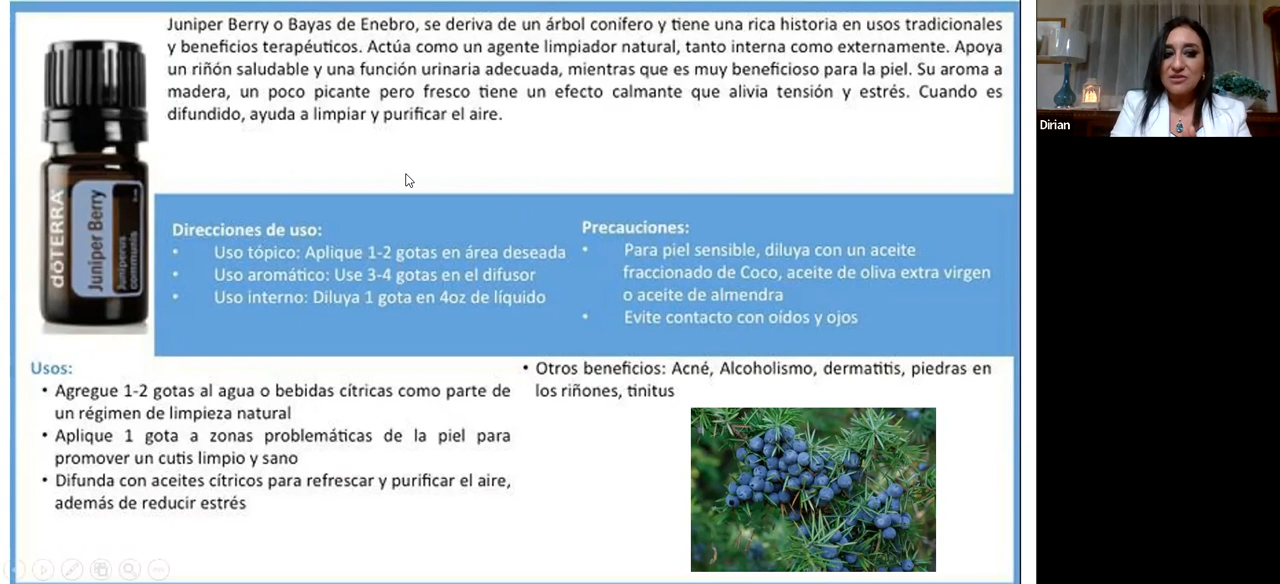 Juniper Berry o Bayas de Enebro, se deriva de un árbol conífero y tiene una rica historia en usos tradicionales
y beneficios terapéuticos. Actúa como un agente limpiador natural, tanto interna como externamente. Apoya
un riñón saludable y una función urinaria adecuada, mientras que es muy beneficioso para la piel. Su aroma a
madera, un poco picante pero fresco tiene un efecto calmante que alivia tensión y estrés. Cuando es
difundido, ayuda a limpiar y purificar el aire.
dōTERRA
Juniper Berry
Juniperus
communis
Direcciones de uso:
• Uso tópico: Aplique 1-2 gotas en área deseada
• Uso aromático: Use 3-4 gotas en el difusor
• Uso interno: Diluya 1 gota en 4oz de líquido
Precauciones:
• Para piel sensible, diluya con un aceite
fraccionado de Coco, aceite de oliva extra virgen
o aceite de almendra
• Evite contacto con oídos y ojos
Usos:
• Agregue 1-2 gotas al agua o bebidas cítricas como parte de
un régimen de limpieza natural
• Aplique 1 gota a zonas problemáticas de la piel para
promover un cutis limpio y sano
• Difunda con aceites cítricos para refrescar y purificar el aire,
además de reducir estrés
• Otros beneficios: Acné, Alcoholismo, dermatitis, piedras en
los riñones, tinitus
Dirian